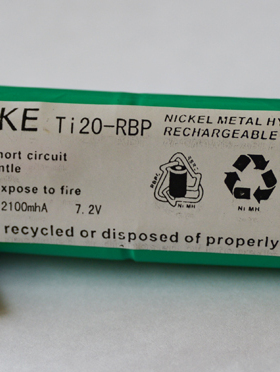 KE Ti20-RBP
NICKEL METAL HY
RECHARGEABLE
hort circuit
ntle
xpose to fire
2100mhA 7.2V
RBRC
Ni MH
Ni MH
recycled or disposed of properly